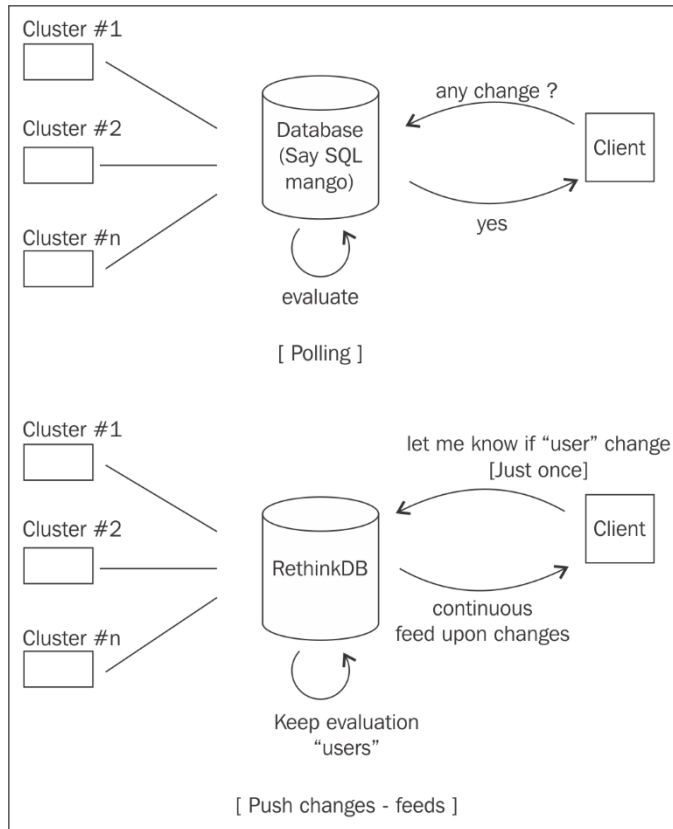 Cluster #1
Cluster #2
Cluster #n
Database
(Say SQL
mango)
any change ?
Client
yes
evaluate
[ Polling ]
Cluster #1
Cluster #2
Cluster #n
RethinkDB
let me know if “user” change
[Just once]
Client
continuous
feed upon changes
Keep evaluation
“users”
[ Push changes - feeds ]